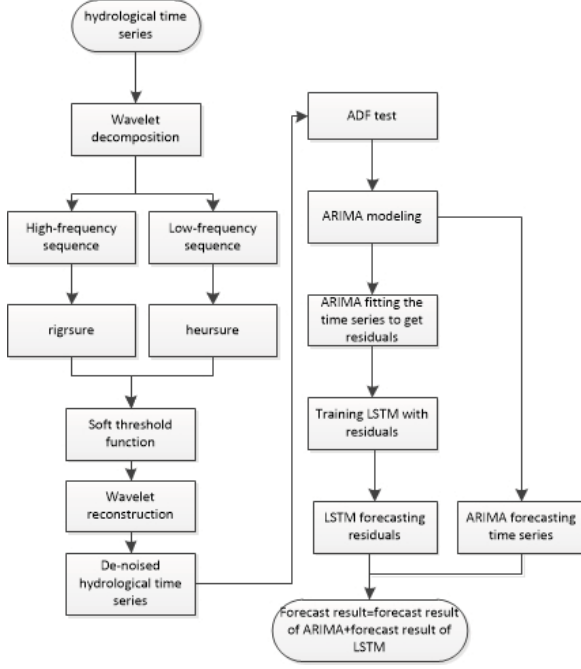 hydrological time
series
Wavelet
decomposition
High-frequency
sequence
Low-frequency
sequence
rigrsure
heursure
Soft threshold
function
Wavelet
reconstruction
De-noised
hydrological time
series
ADF test
ARIMA modeling
ARIMA fitting the
time series to get
residuals
Training LSTM with
residuals
LSTM forecasting
residuals
ARIMA forecasting
time series
Forecast result=forecast result
of ARIMA+forecast result of
LSTM